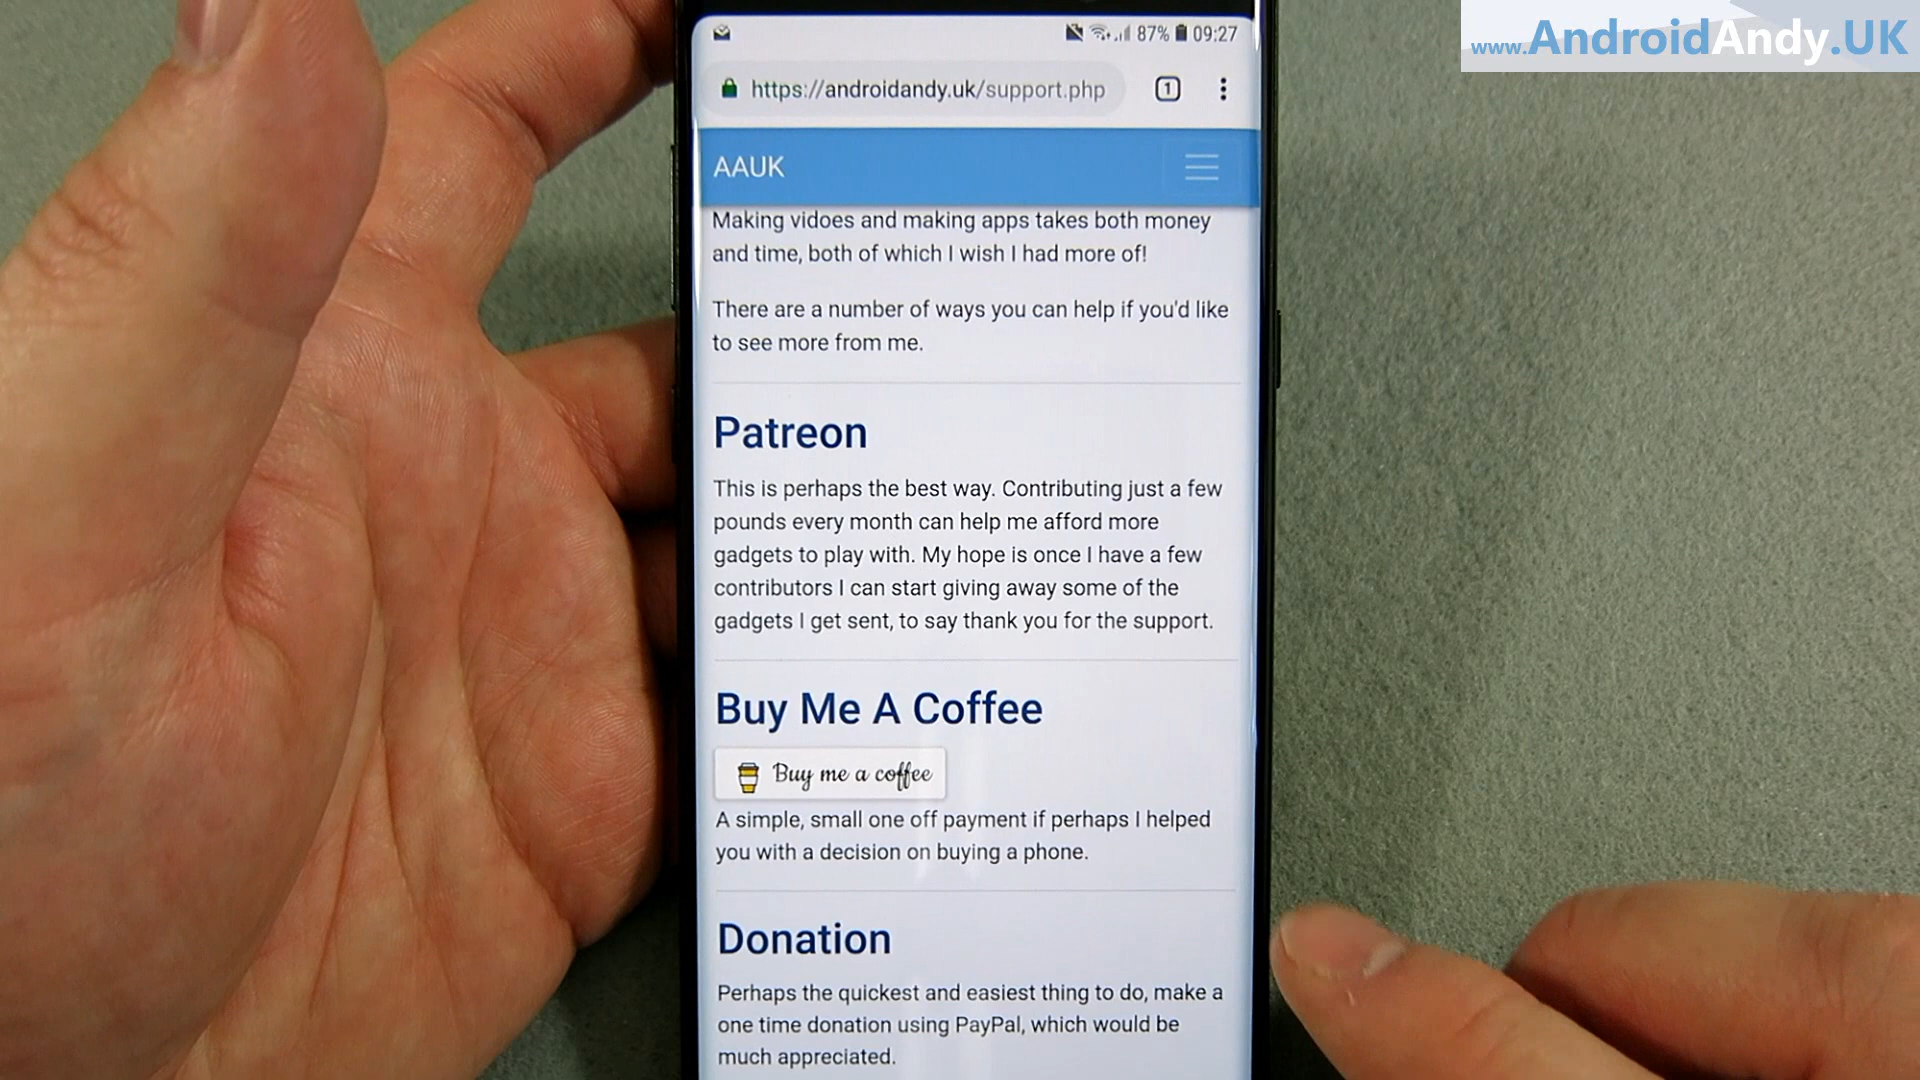 www.AndroidAndy.UK
87% 09:27
https://androidandy.uk/support.php
1
AAUK
Making vidoes and making apps takes both money
and time, both of which I wish I had more of!
There are a number of ways you can help if you'd like
to see more from me.
Patreon
This is perhaps the best way. Contributing just a few
pounds every month can help me afford more
gadgets to play with. My hope is once I have a few
contributors I can start giving away some of the
gadgets I get sent, to say thank you for the support.
Buy Me A Coffee
Buy me a coffee
A simple, small one off payment if perhaps I helped
you with a decision on buying a phone.
Donation
Perhaps the quickest and easiest thing to do, make a
one time donation using PayPal, which would be
much appreciated.